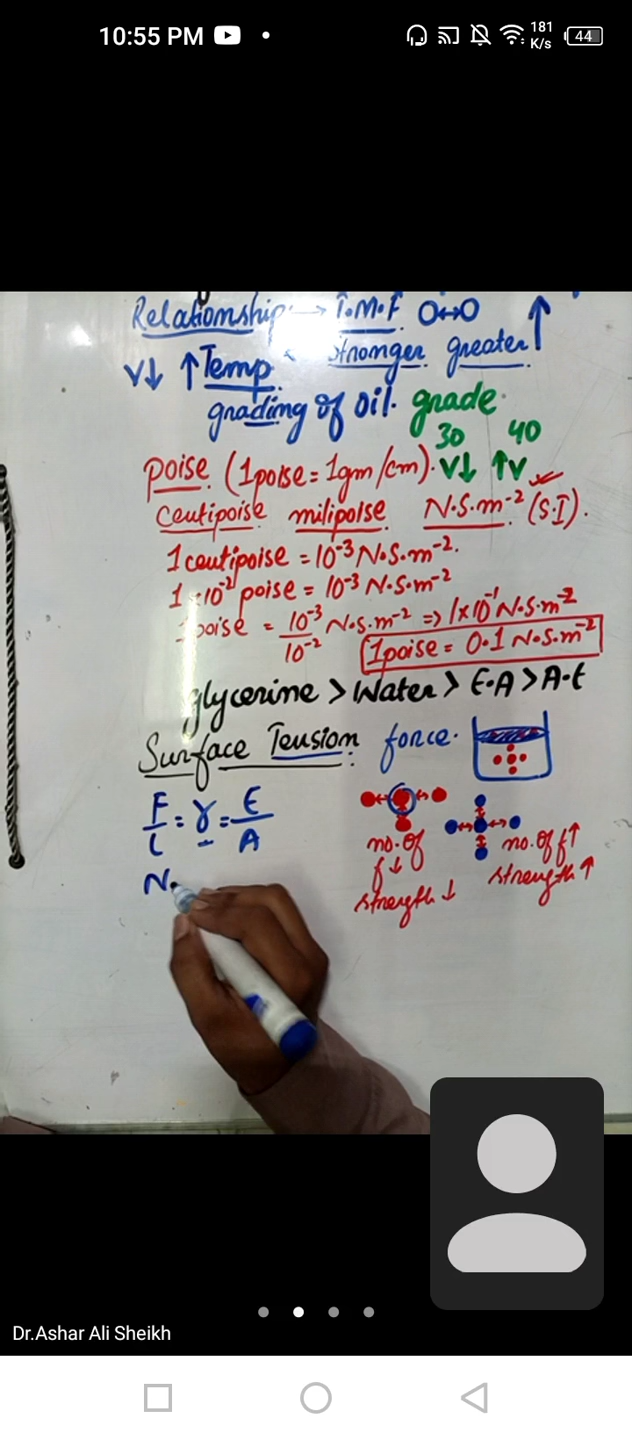 10:55 PM
181 K/s
44
Relationship → I.M.F O↔O ↑
V↓ ↑Temp Stronger greater
grading of oil. grade.
30 40
poise (1poise = 1gm/cm). V↓ ↑V
Centipoise milipoise N.S.m⁻² (S.I).
1centipoise = 10⁻³ N.S.m⁻².
1×10⁻² poise = 10⁻³ N.S.m⁻²
poise = 10⁻³/10⁻² N.S.m⁻² => 1×10⁻¹ N.S.m⁻²
1poise = 0.1 N.S.m⁻²
glycerine > Water > E.A > A.E
Surface Tension force.
F/L = γ = E/A
no. of f↓ strength ↓
no. of f↑ strength ↑
N.
Dr.Ashar Ali Sheikh